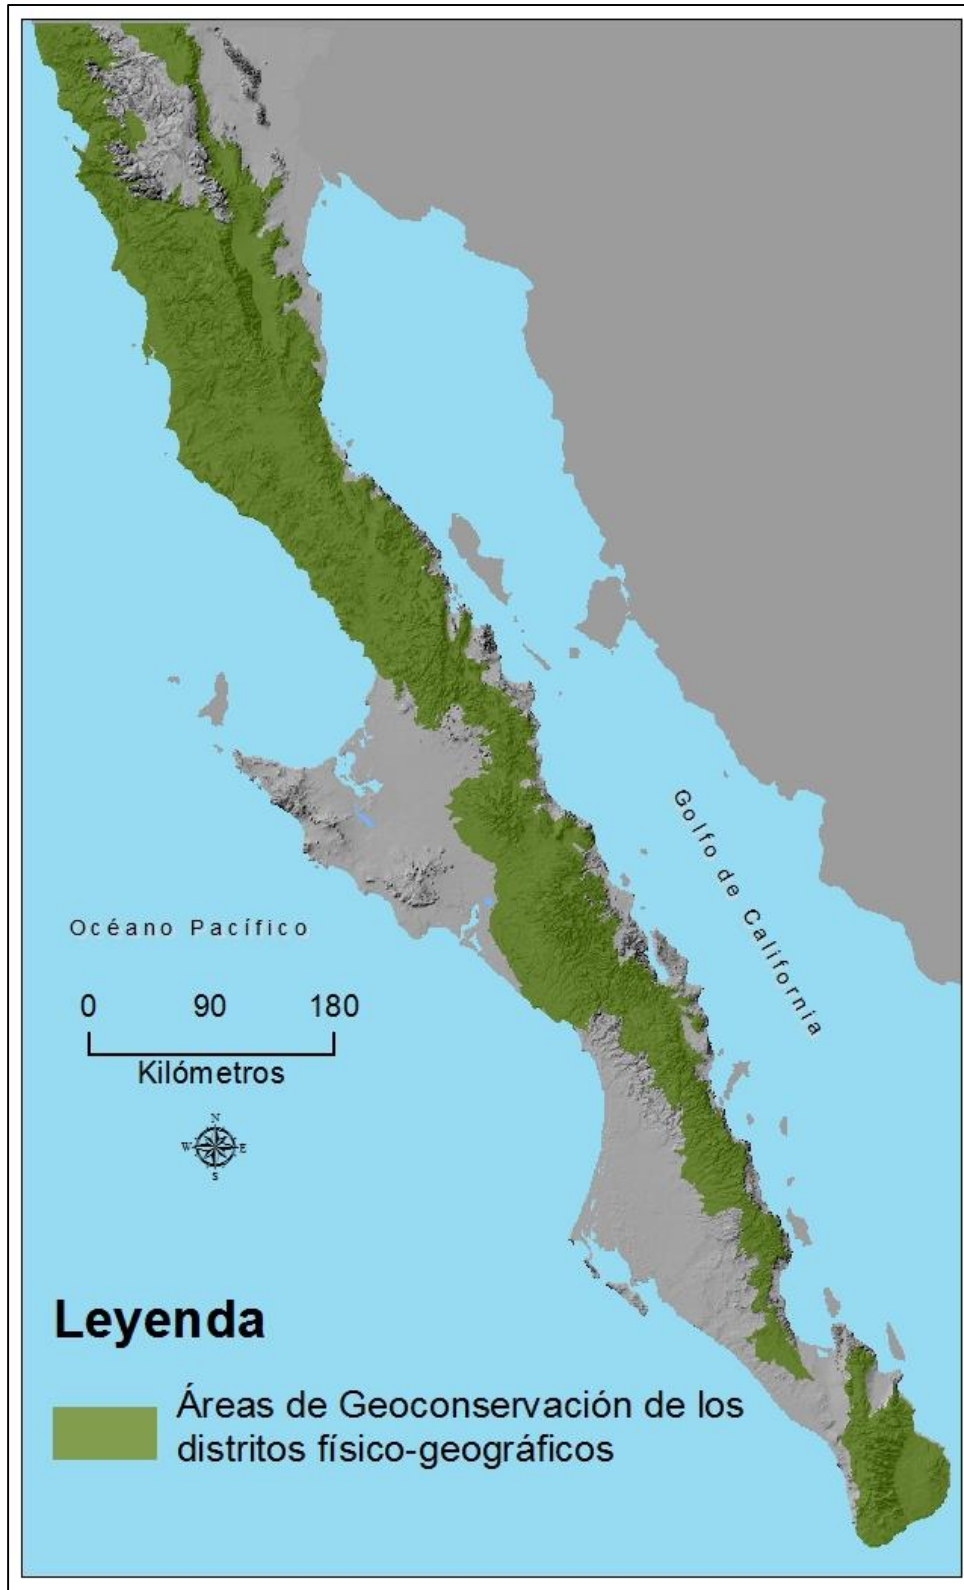 Golfo de California
Océano Pacífico
0 90 180
Kilómetros
N
W E
S
Leyenda
Áreas de Geoconservación de los
distritos físico-geográficos